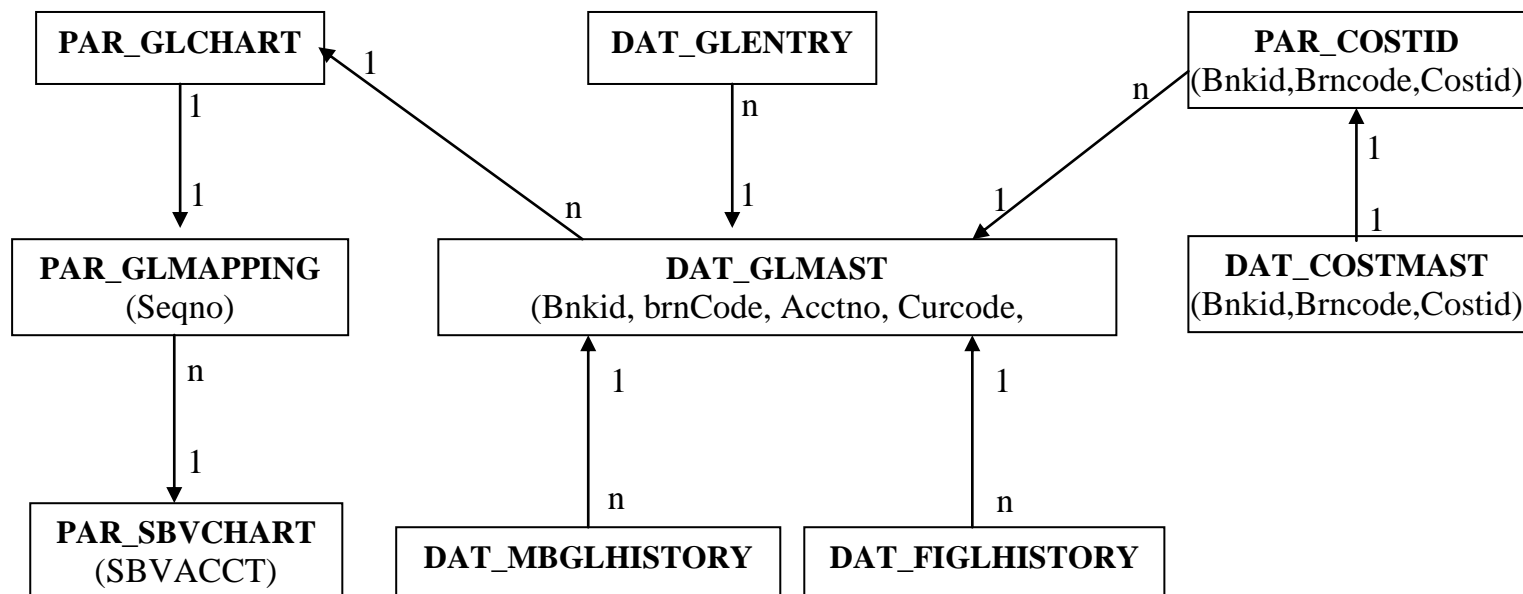 PAR_GLCHART
DAT_GLENTRY
PAR_COSTID
(Bnkid,Brncode,Costid)
1
1
n
n
1
1
1
1
n
1
1
PAR_GLMAPPING
(Seqno)
DAT_GLMAST
(Bnkid, brnCode, Acctno, Curcode,
DAT_COSTMAST
(Bnkid,Brncode,Costid)
n
1
1
1
n
n
PAR_SBVCHART
(SBVACCT)
DAT_MBGLHISTORY
DAT_FIGLHISTORY